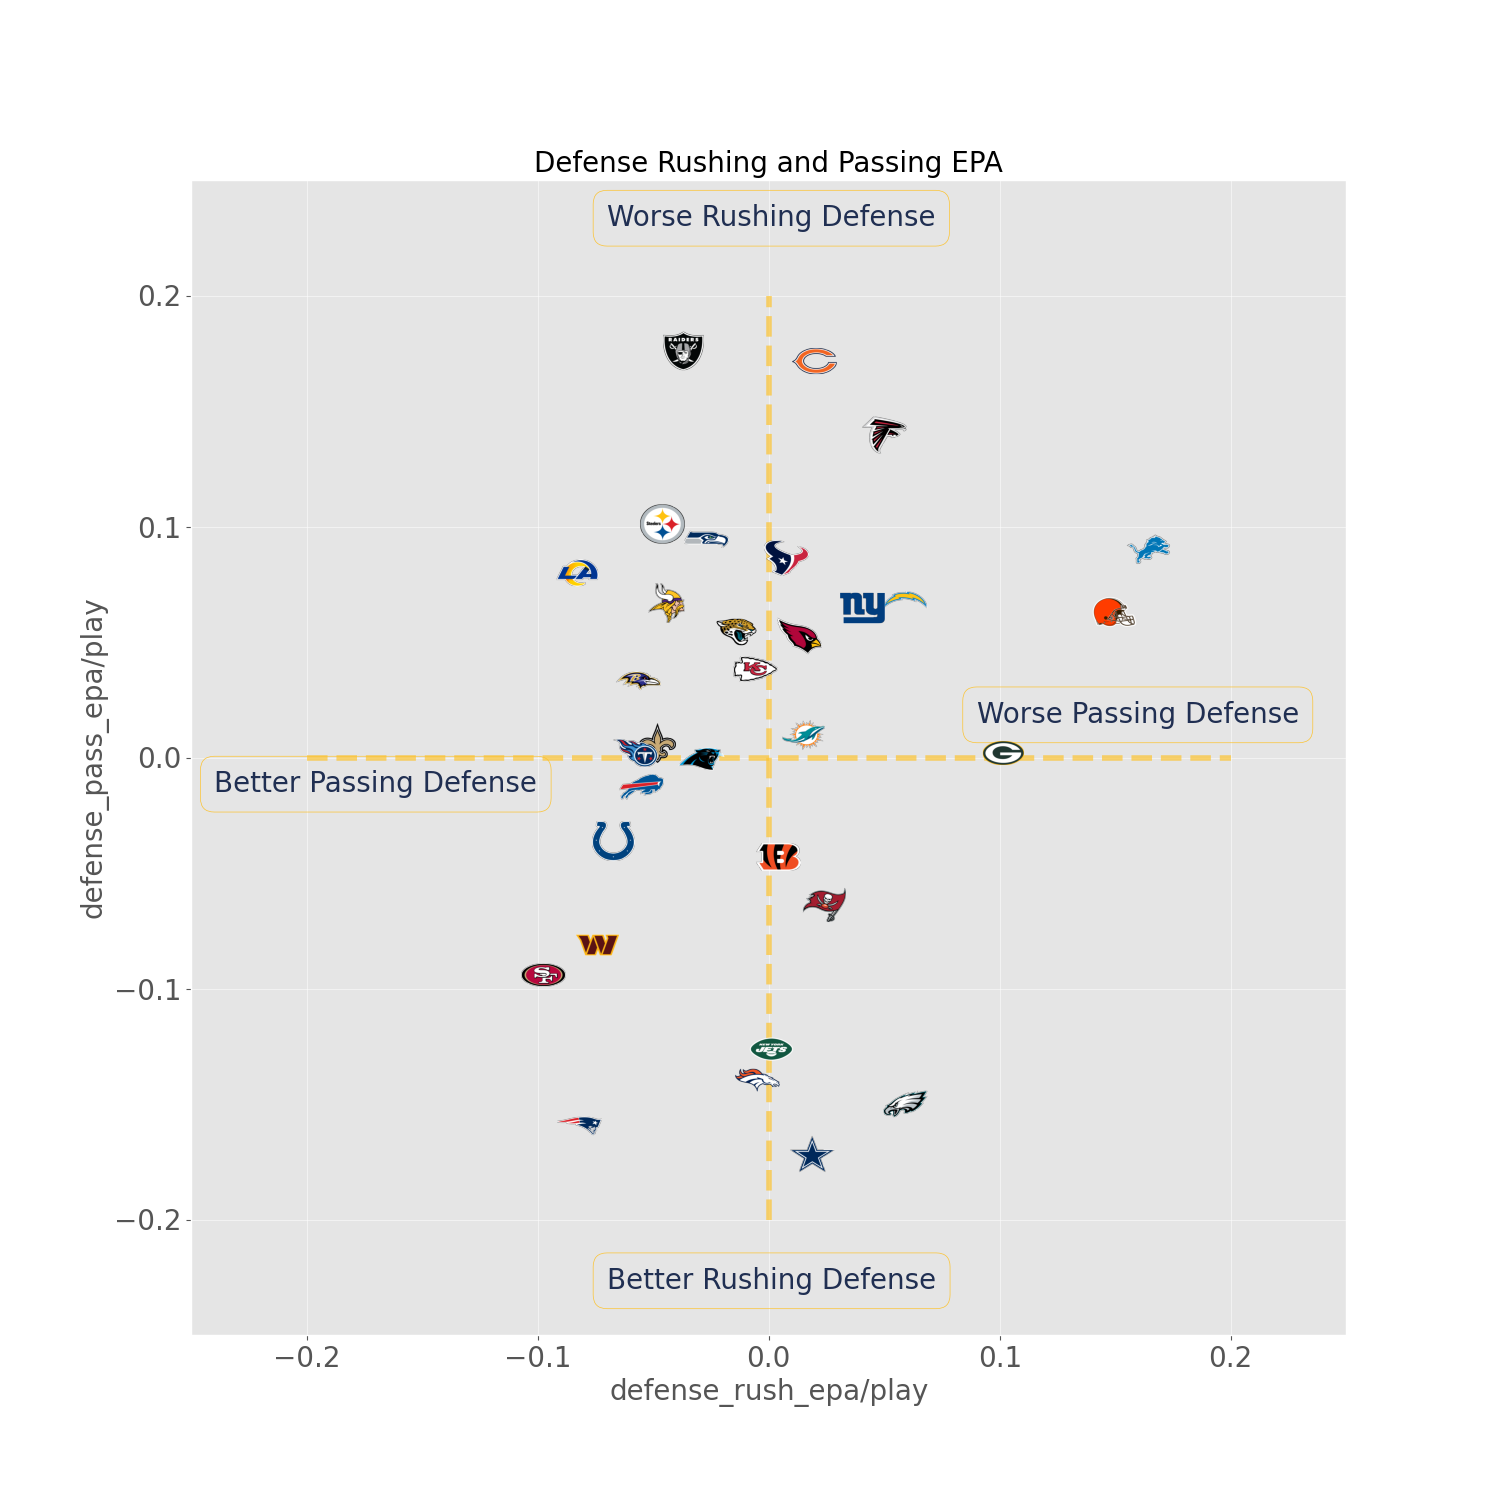 Defense Rushing and Passing EPA
Worse Rushing Defense
0.2
RAIDERS
0.1
Steelers
LA
ny
KC
Worse Passing Defense
0.0
T
G
Better Passing Defense
defense_pass_epa/play
B
W
SF
−0.1
NEW YORK
JETS
−0.2
Better Rushing Defense
−0.2
−0.1
0.0
0.1
0.2
defense_rush_epa/play